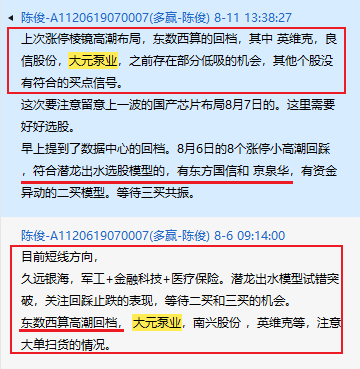 陈俊-A1120619070007(多赢-陈俊) 8-11 13:38:27
上次涨停棱镜高潮布局，东数西算的回档，其中 英维克，良
信股份，大元泵业，之前存在部分低吸的机会，其他个股没
有符合的买点信号。
这次要注意留意上一波的国产芯片布局8月7日的。这里需要
好好选股。
早上提到了数据中心的回档。8月6日的8个涨停小高潮回踩
，符合潜龙出水选股模型的，有东方国信和 京泉华，有资金
异动的二买模型。等待三买共振。
陈俊-A1120619070007(多赢-陈俊) 8-6 09:14:00
目前短线方向，
久远银海，军工+金融科技+医疗保险。潜龙出水模型试错突
破，关注回踩止跌的表现，等待二买和三买的机会。
东数西算高潮回档， 大元泵业，南兴股份 ，英维克等，注意
大单扫货的情况。